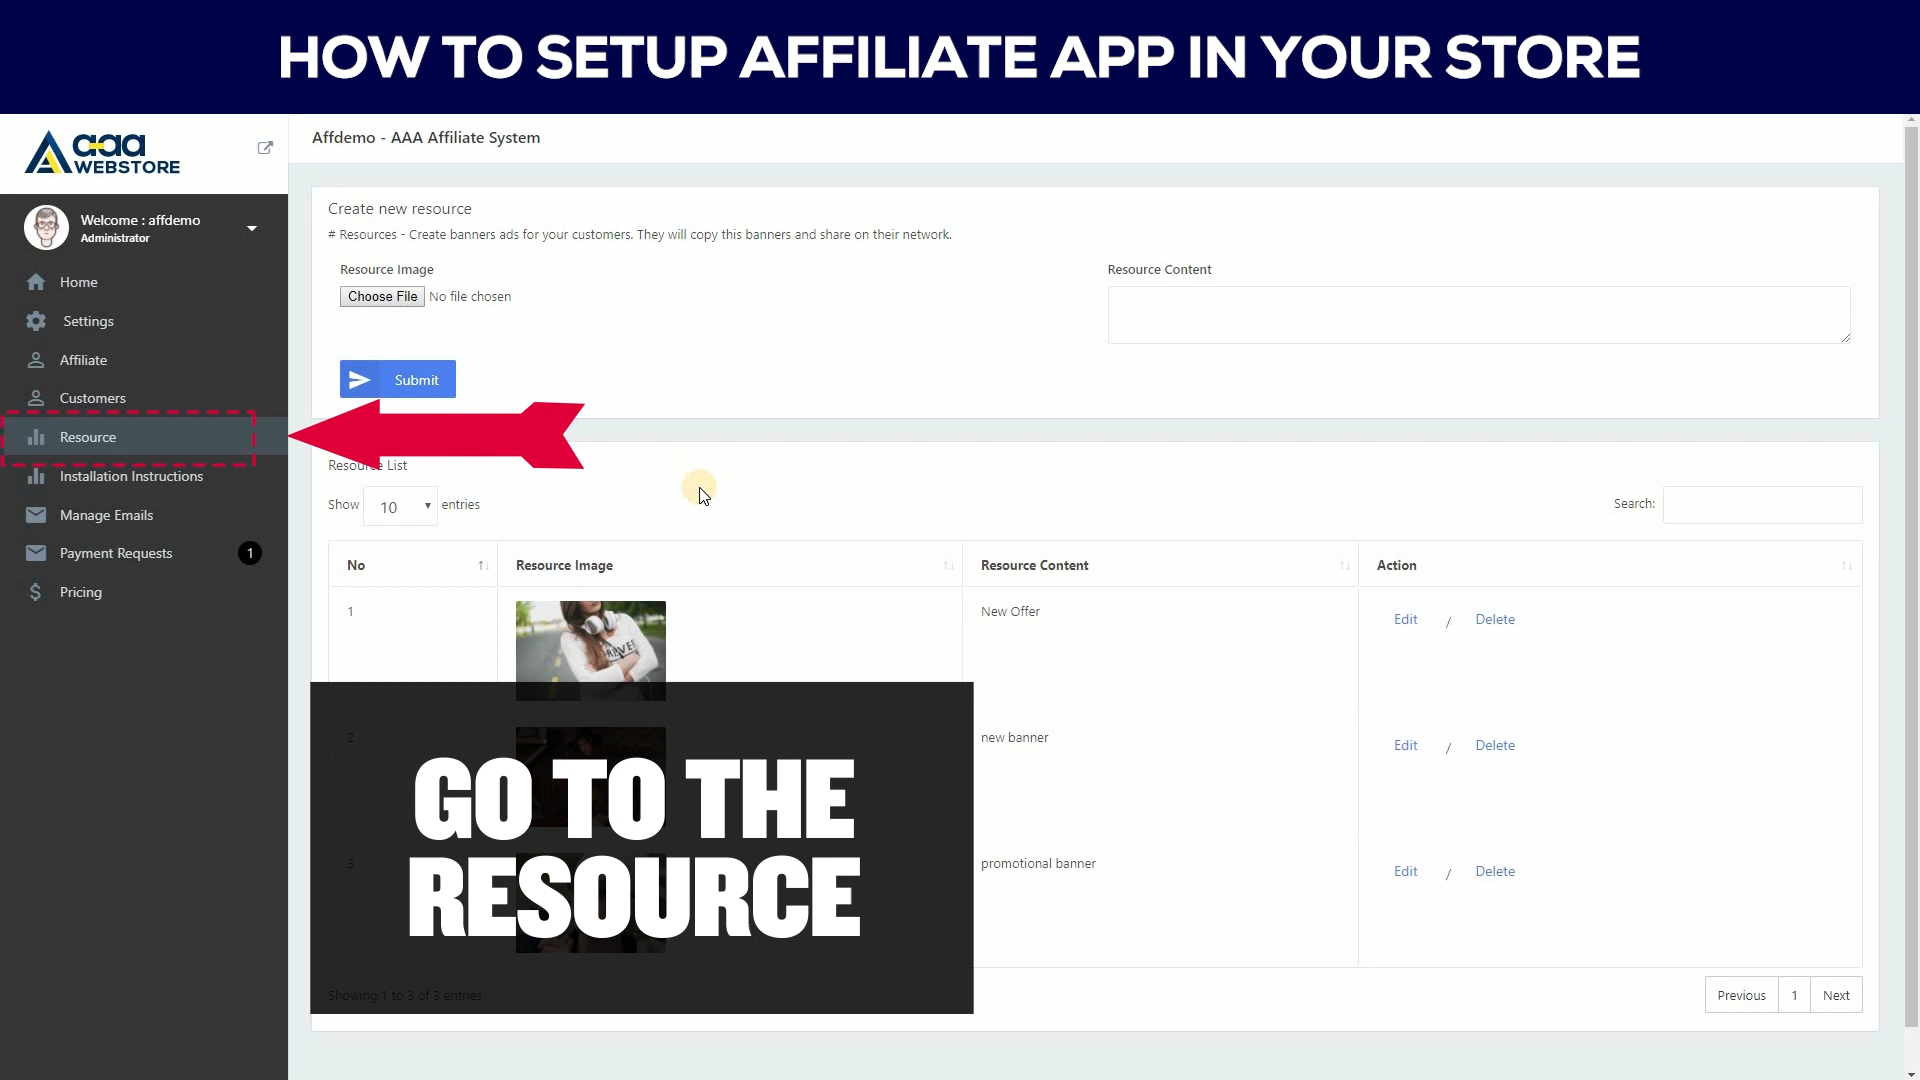 HOW TO SETUP AFFILIATE APP IN YOUR STORE
aaa
WEBSTORE
Affdemo - AAA Affiliate System
Welcome : affdemo
Administrator
Home
Settings
Affiliate
Customers
Resource
Installation Instructions
Manage Emails
Payment Requests 1
Pricing
Create new resource
# Resources - Create banners ads for your customers. They will copy this banners and share on their network.
Resource Image
Resource Content
Choose File No file chosen
Submit
Resource List
Show 10 entries
Search:
No Resource Image Resource Content Action
1 New Offer Edit / Delete
2 new banner Edit / Delete
3 promotional banner Edit / Delete
GO TO THE
RESOURCE
Showing 1 to 3 of 3 entries
Previous 1 Next